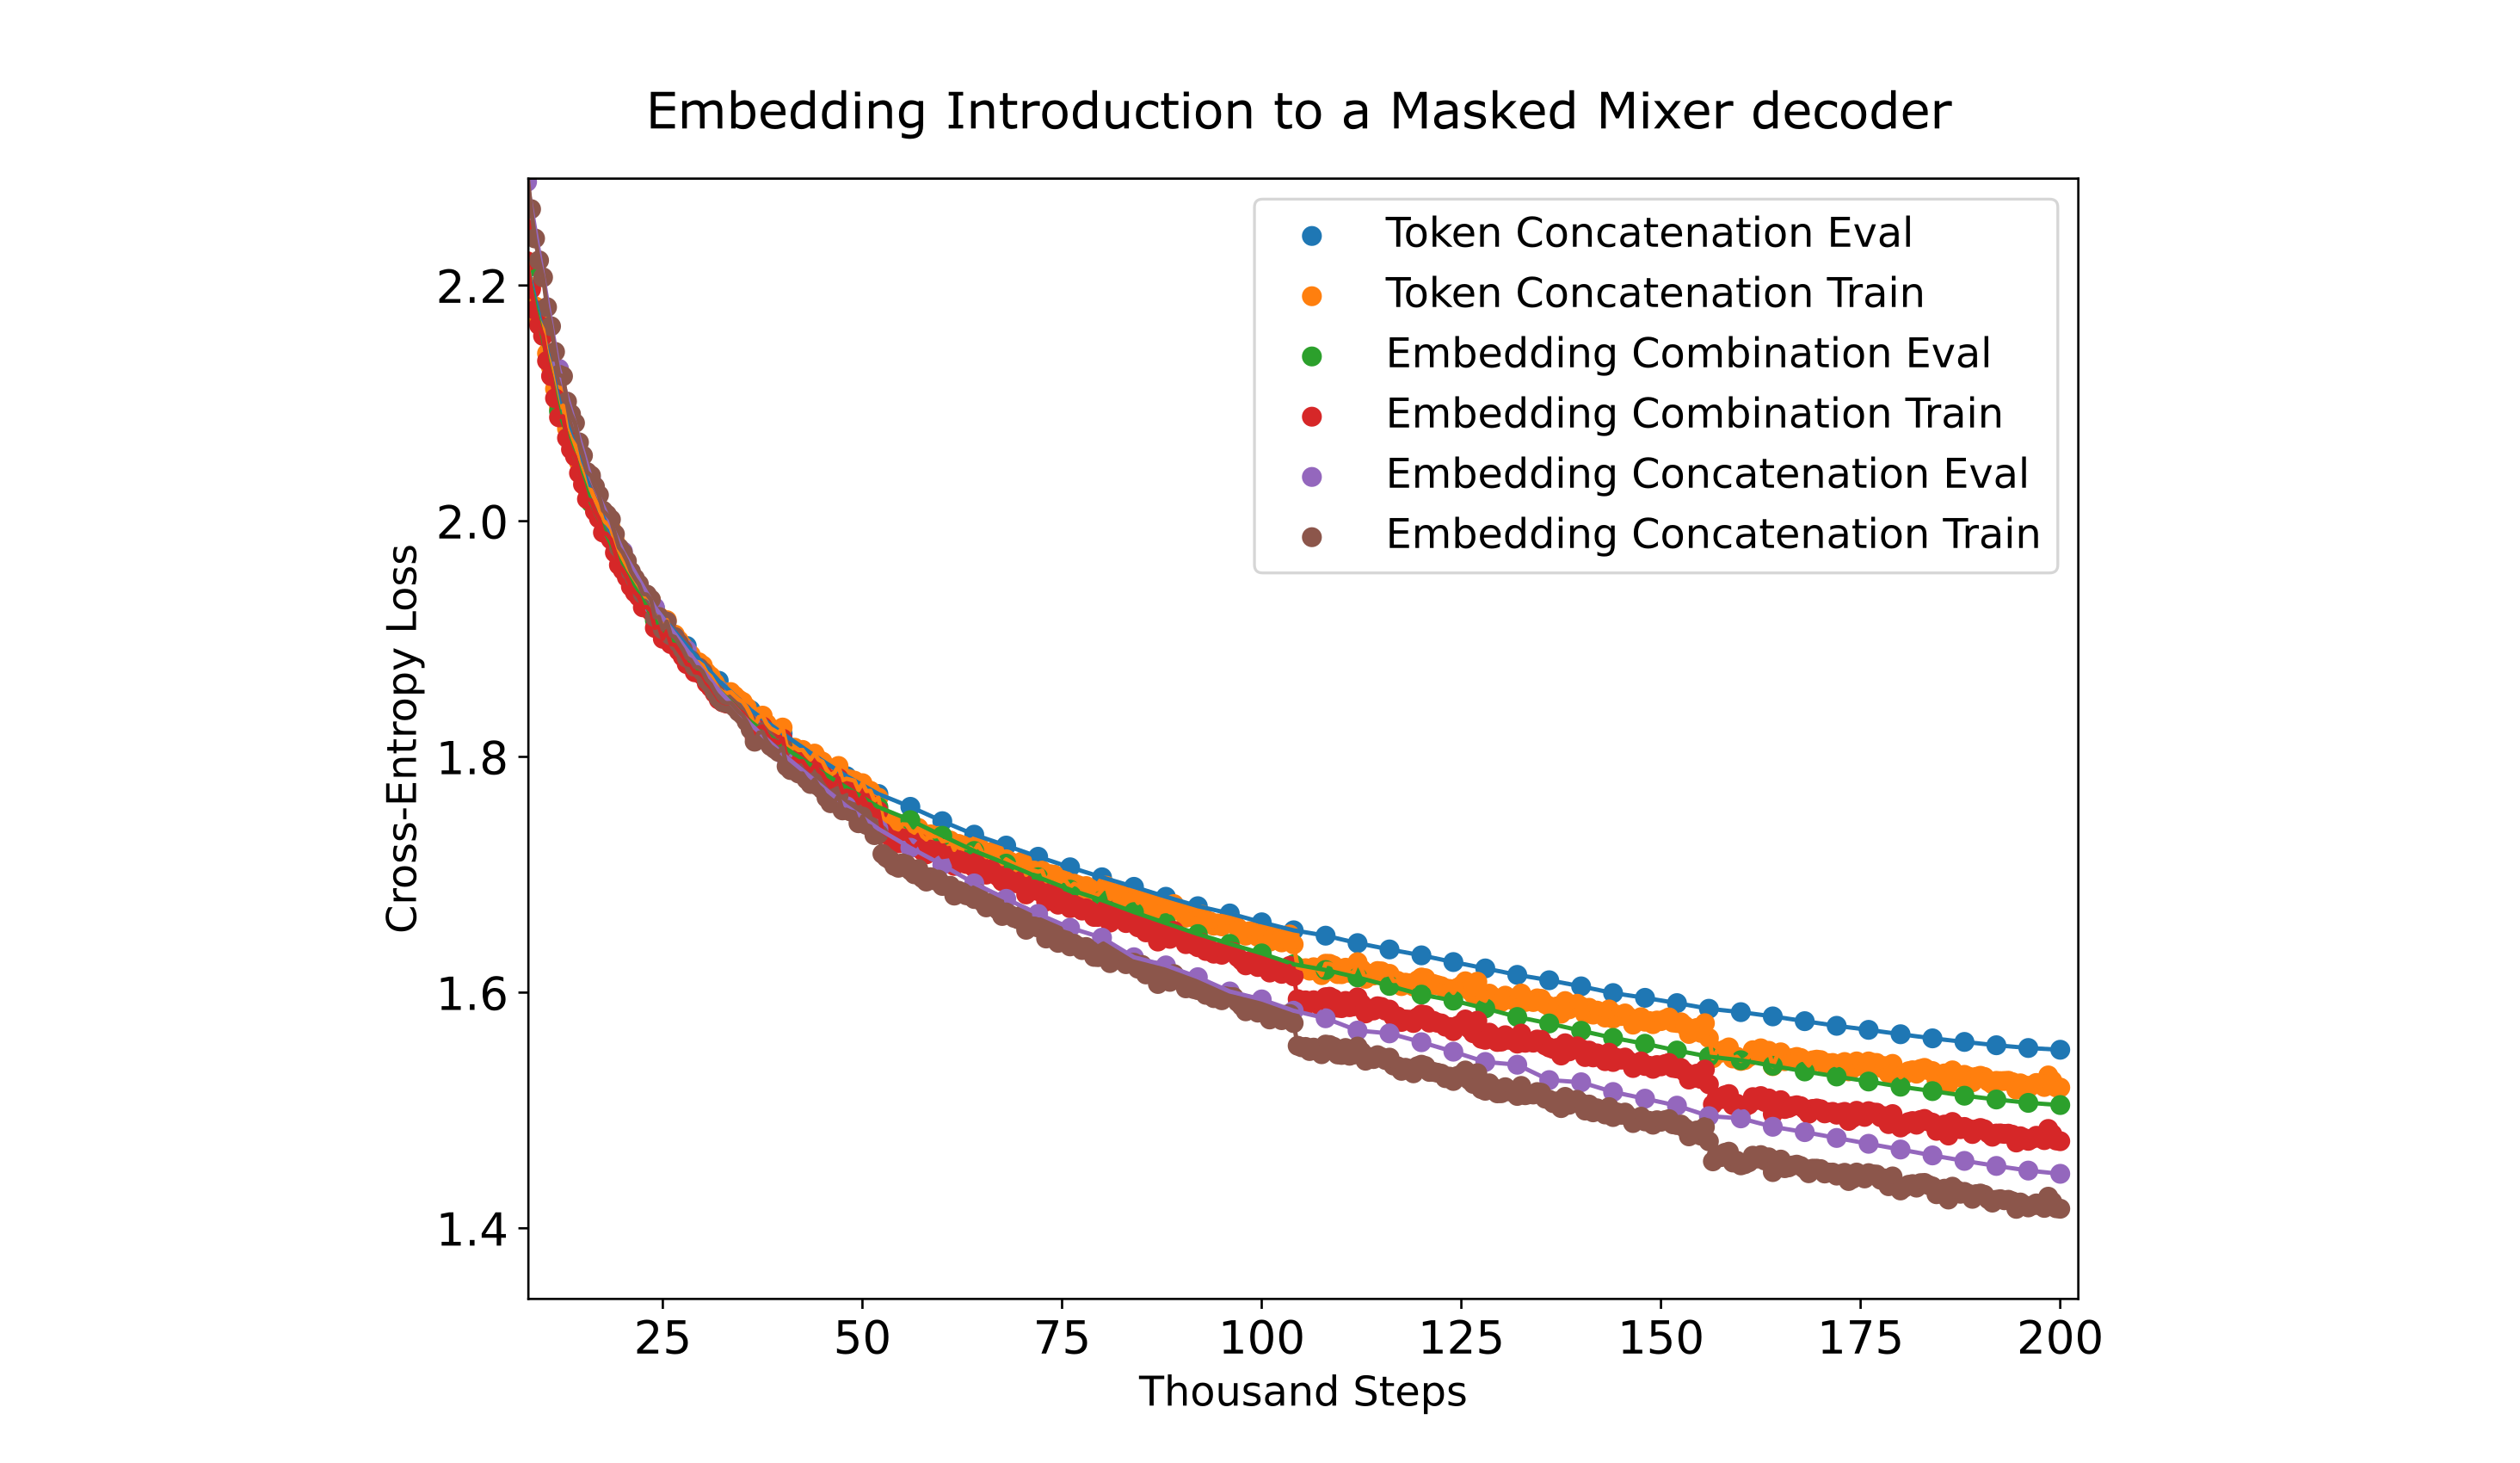 Embedding Introduction to a Masked Mixer decoder
Token Concatenation Eval
Token Concatenation Train
Embedding Combination Eval
Embedding Combination Train
Embedding Concatenation Eval
Embedding Concatenation Train
Cross-Entropy Loss
2.2
2.0
1.8
1.6
1.4
25 50 75 100 125 150 175 200
Thousand Steps